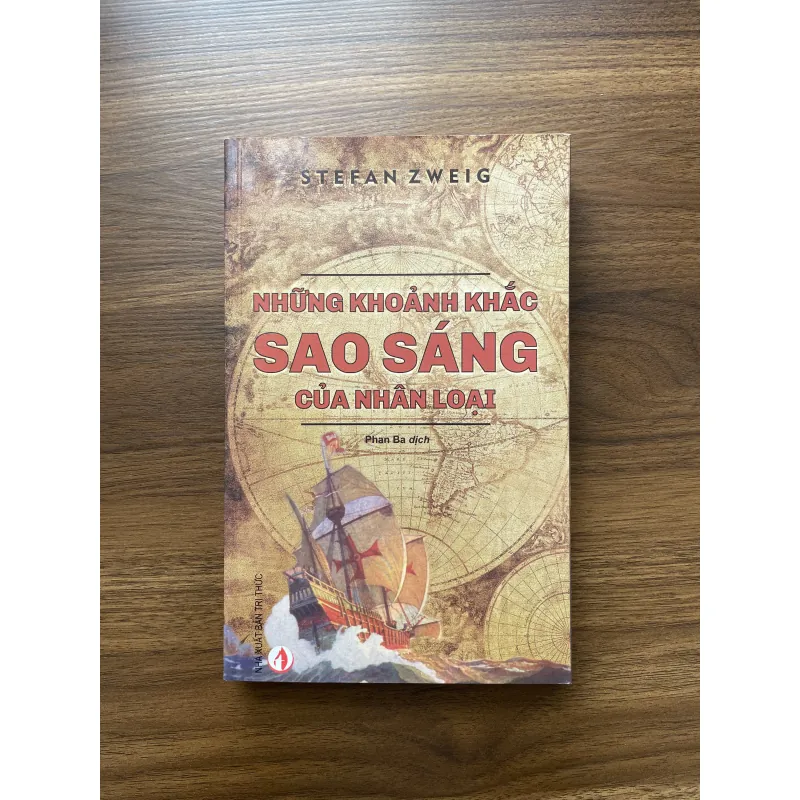 STEFAN ZWEIG
NHỮNG KHOẢNH KHẮC
SAO SÁNG
CỦA NHÂN LOẠI
Phan Ba dịch
NHÀ XUẤT BẢN TRI THỨC